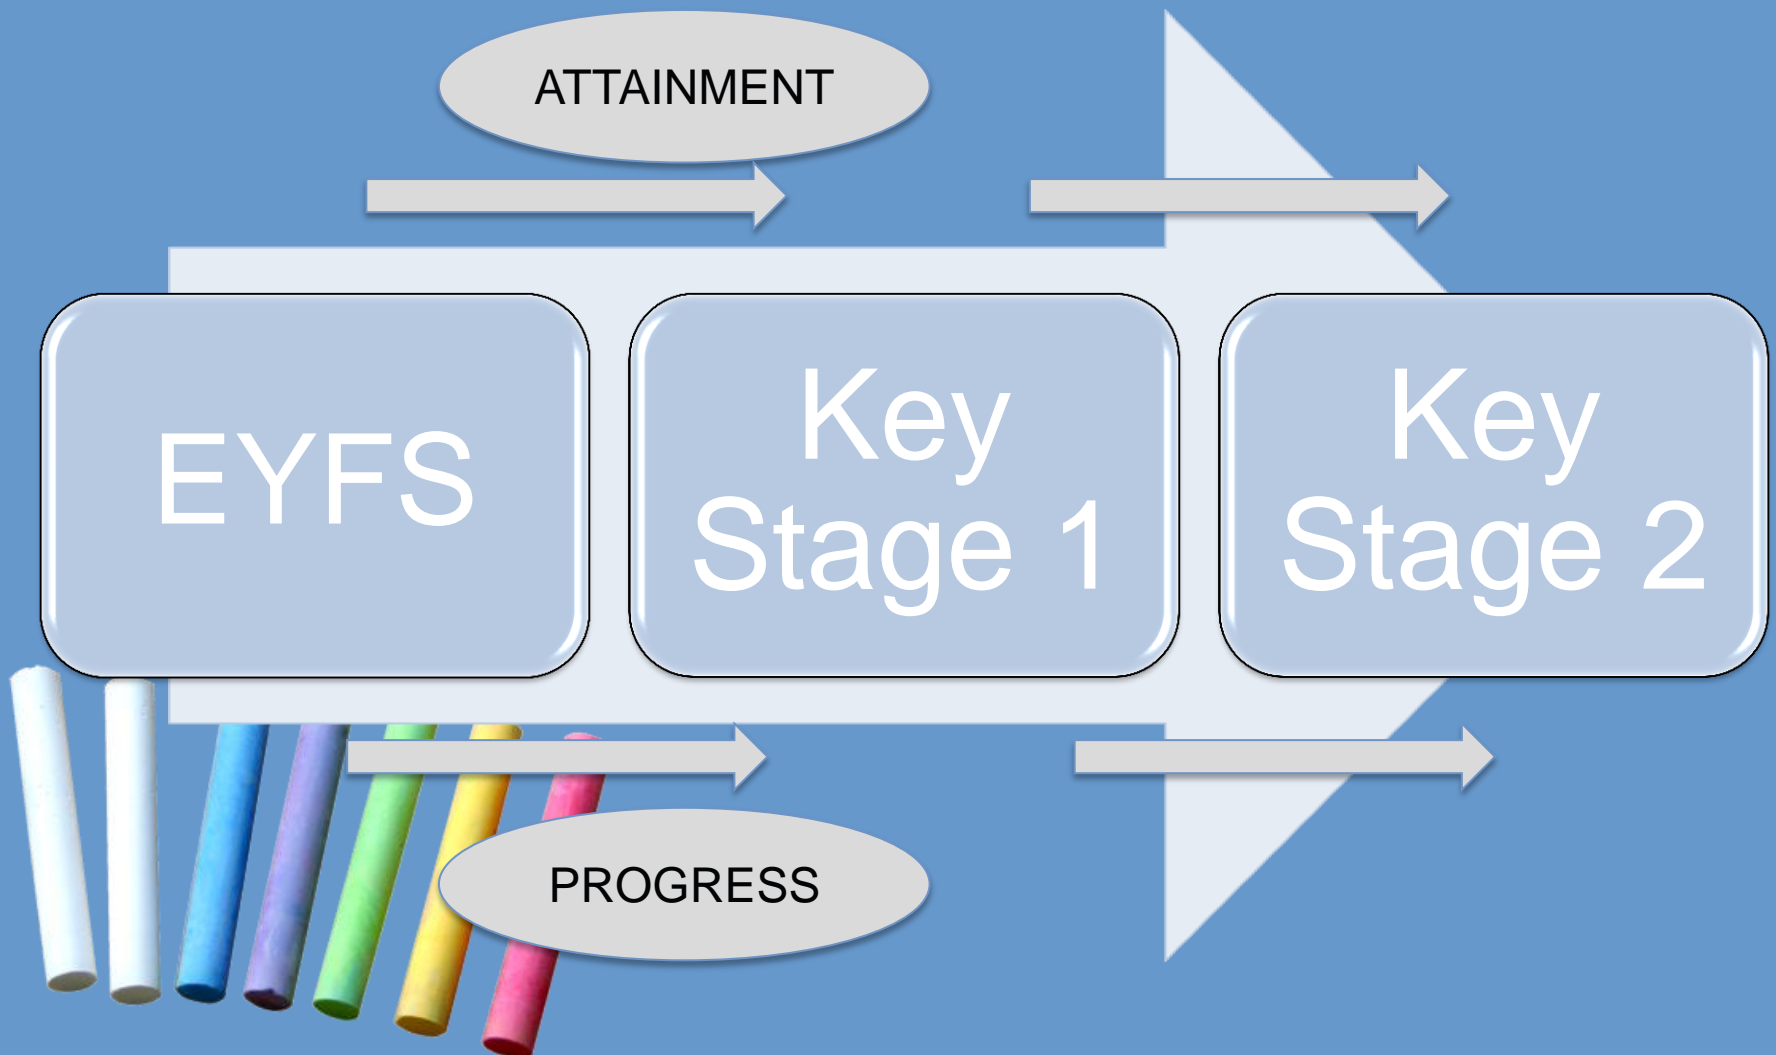 ATTAINMENT
EYFS
Key
Stage 1
Key
Stage 2
PROGRESS